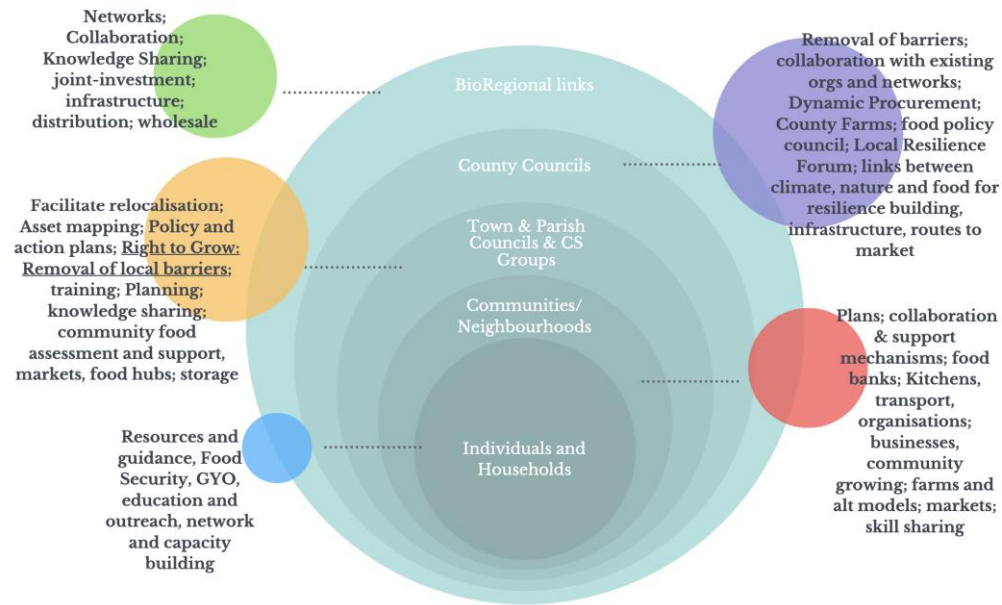 Networks;
Collaboration;
Knowledge Sharing;
joint-investment;
infrastructure;
distribution; wholesale
BioRegional links
Removal of barriers;
collaboration with existing
orgs and networks;
Dynamic Procurement;
County Farms; food policy
council; Local Resilience
Forum; links between
climate, nature and food for
resilience building,
infrastructure, routes to
market
County Councils
Facilitate relocalisation;
Asset mapping; Policy and
action plans; Right to Grow:
Removal of local barriers;
training; Planning;
knowledge sharing;
community food
assessment and support,
markets, food hubs; storage
Town & Parish
Councils & CS
Groups
Communities/
Neighbourhoods
Plans; collaboration
& support
mechanisms; food
banks; Kitchens,
transport,
organisations;
businesses,
community
growing; farms and
alt models; markets;
skill sharing
Resources and
guidance, Food
Security, GYO,
education and
outreach, network
and capacity
building
Individuals and
Households